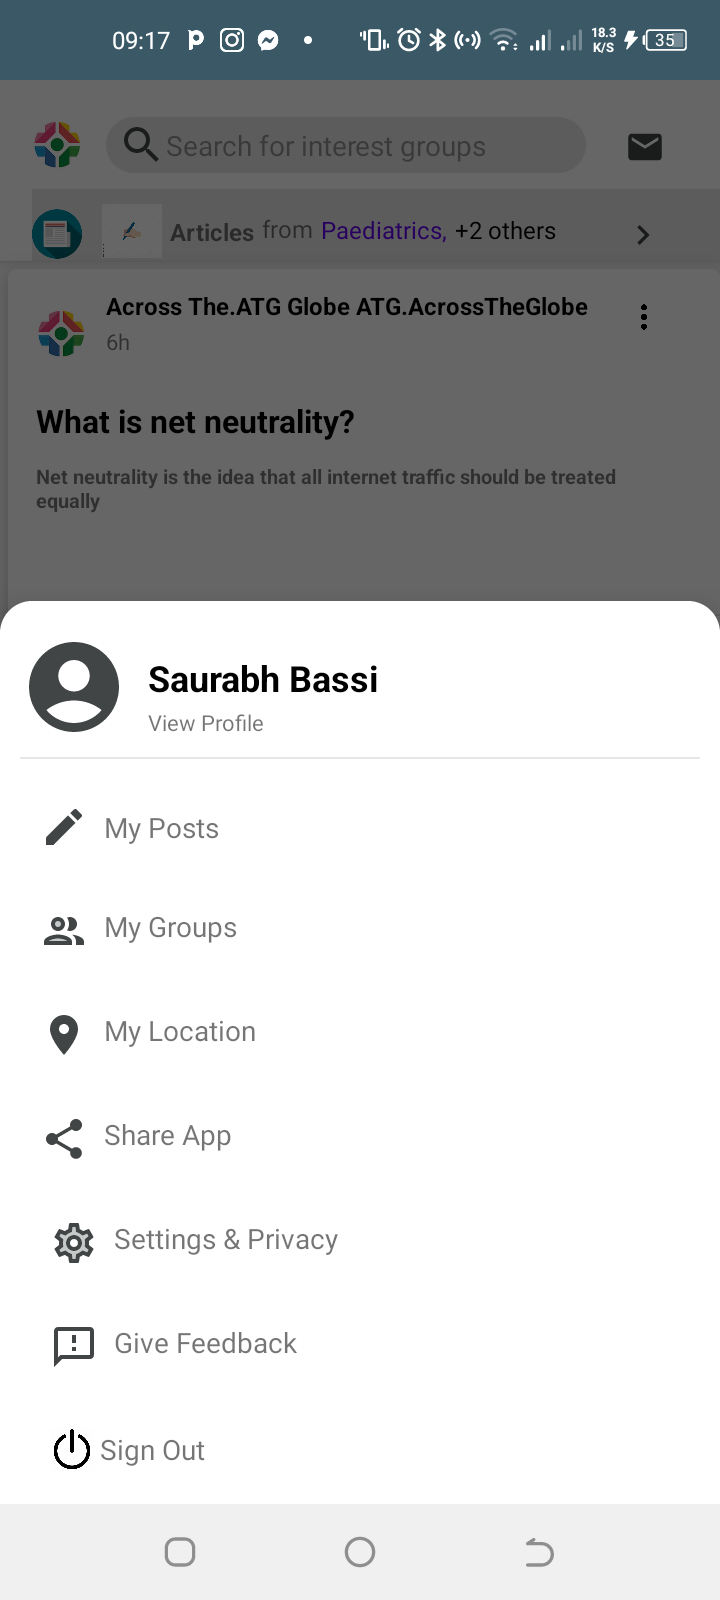 09:17
18.3
K/S
35
Search for interest groups
Articles from Paediatrics, +2 others
Across The.ATG Globe ATG.AcrossTheGlobe
6h
What is net neutrality?
Net neutrality is the idea that all internet traffic should be treated
equally
Saurabh Bassi
View Profile
My Posts
My Groups
My Location
Share App
Settings & Privacy
Give Feedback
Sign Out